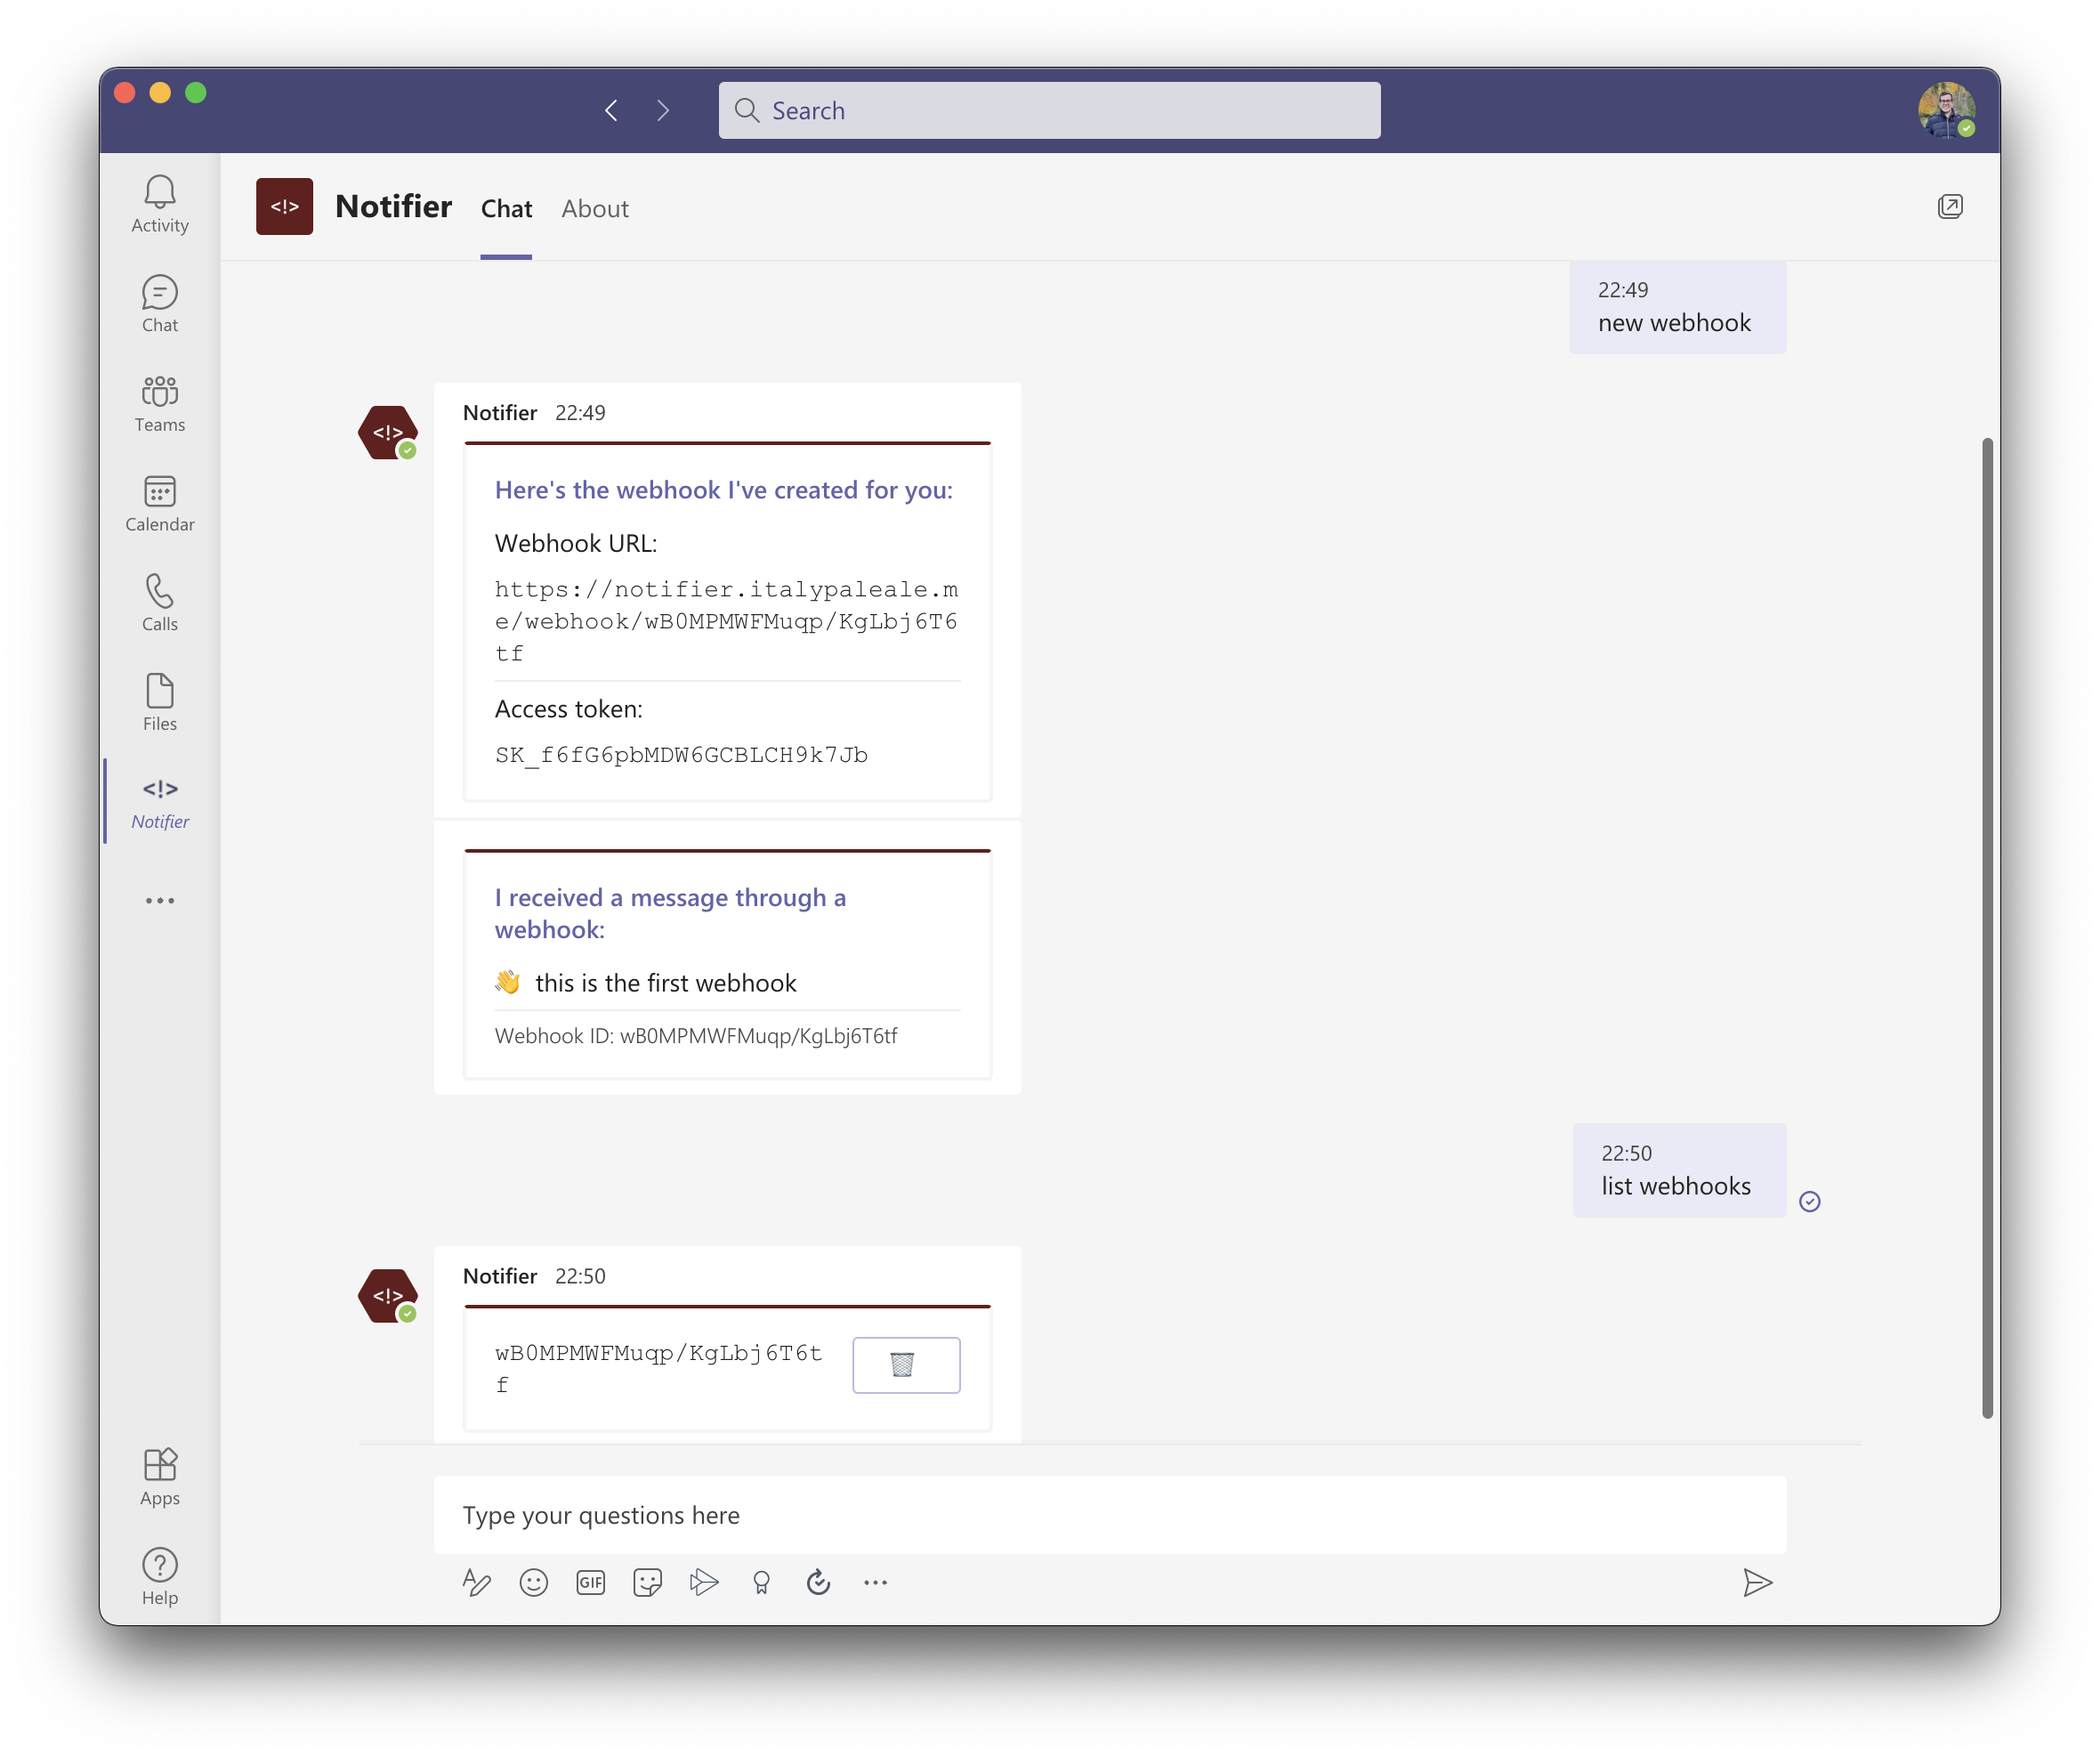 Search
Activity
Chat
Teams
Calendar
Calls
Files
<!>
Notifier
Apps
Help
<!>
Notifier
Chat
About
22:49
new webhook
<!>
Notifier 22:49
Here's the webhook I've created for you:
Webhook URL:
https://notifier.italypaleale.m
e/webhook/wB0MPMWFMuqp/KgLbj6T6
tf
Access token:
SK_f6fG6pbMDW6GCBLCH9k7Jb
I received a message through a
webhook:
👋 this is the first webhook
Webhook ID: wB0MPMWFMuqp/KgLbj6T6tf
22:50
list webhooks
<!>
Notifier 22:50
wB0MPMWFMuqp/KgLbj6T6t
f
Type your questions here
GIF